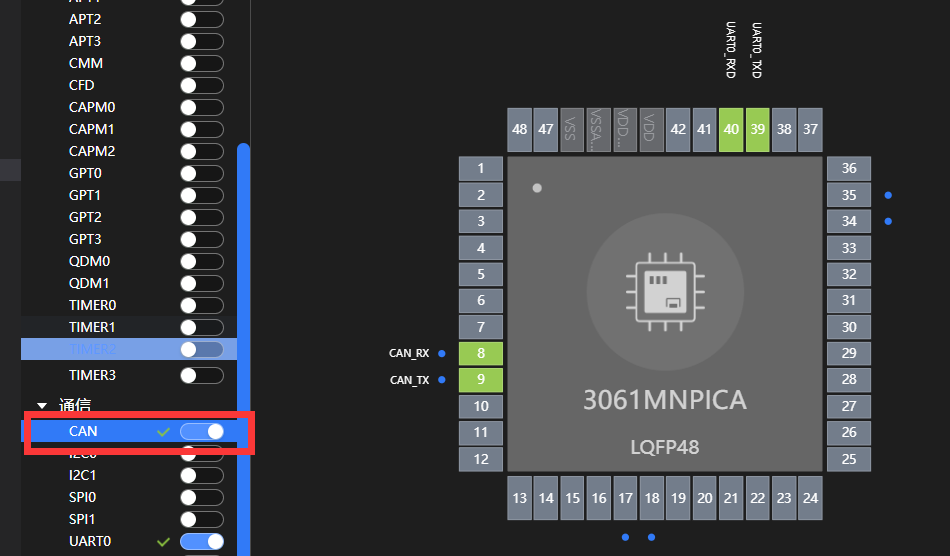 APT2
APT3
CMM
CFD
CAPM0
CAPM1
CAPM2
GPT0
GPT1
GPT2
GPT3
QDM0
QDM1
TIMER0
TIMER1
TIMER2
TIMER3
通信
CAN
I2C0
I2C1
SPI0
SPI1
UART0
UART0_RXD
UART0_TXD
48 47 VSS VSSA... VDD... VDD 42 41 40 39 38 37
1
2
3
4
5
6
7
CAN_RX 8
CAN_TX 9
10
11
12
3061MNPICA
LQFP48
36
35
34
33
32
31
30
29
28
27
26
25
13 14 15 16 17 18 19 20 21 22 23 24